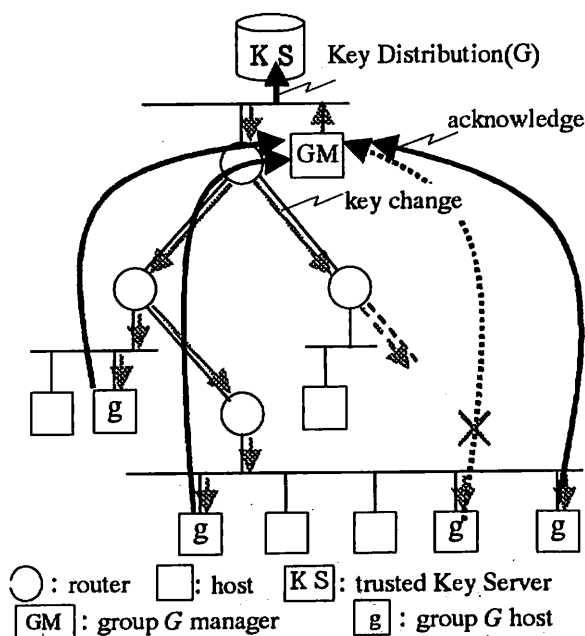 K S
Key Distribution(G)
acknowledge
GM
key change
g
g
g
g
: router
: host
K S : trusted Key Server
GM : group G manager
g : group G host